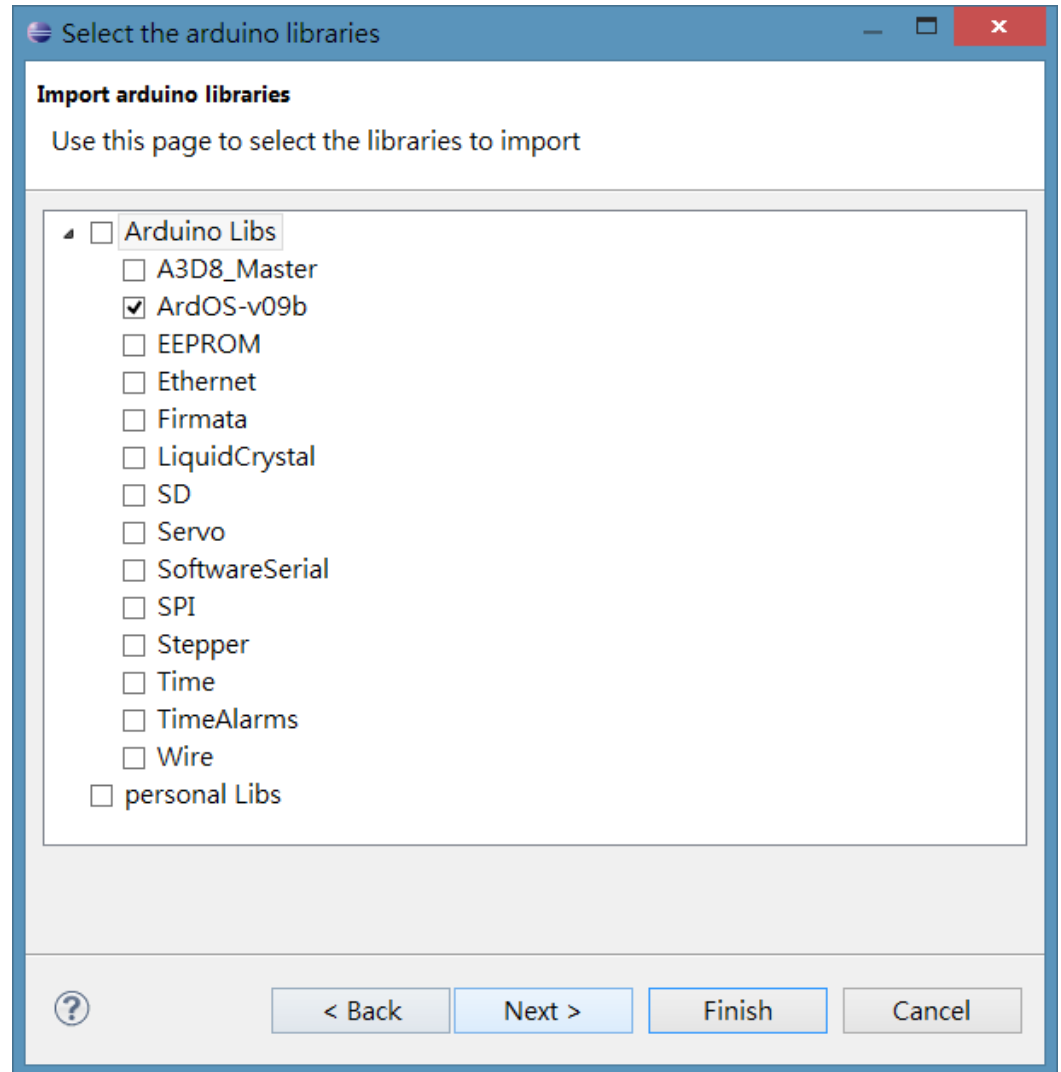 Select the arduino libraries
Import arduino libraries
Use this page to select the libraries to import
Arduino Libs
A3D8_Master
ArdOS-v09b
EEPROM
Ethernet
Firmata
LiquidCrystal
SD
Servo
SoftwareSerial
SPI
Stepper
Time
TimeAlarms
Wire
personal Libs
< Back Next > Finish Cancel